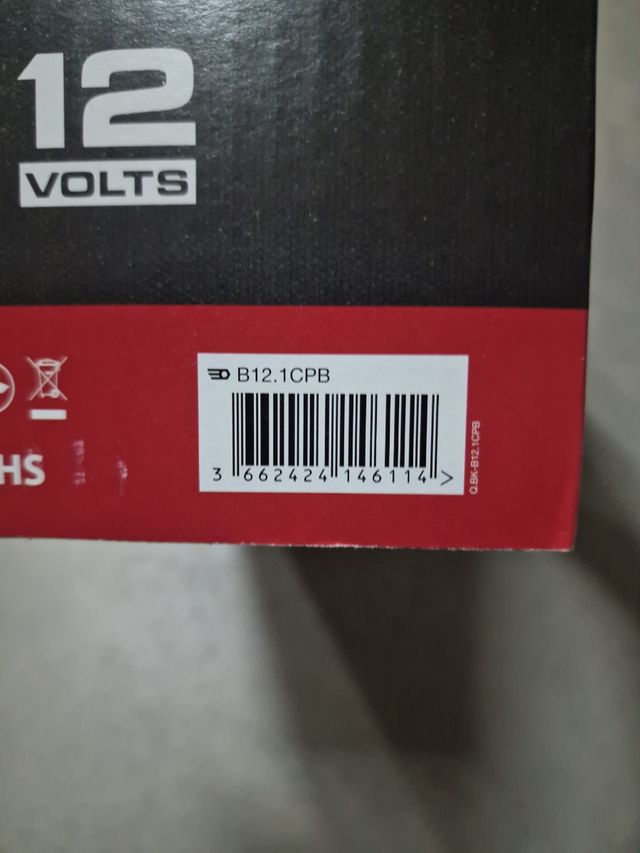 12
VOLTS
HS
B12.1CPB
3 662424 146114 >
Q.BK-B12.1CPB